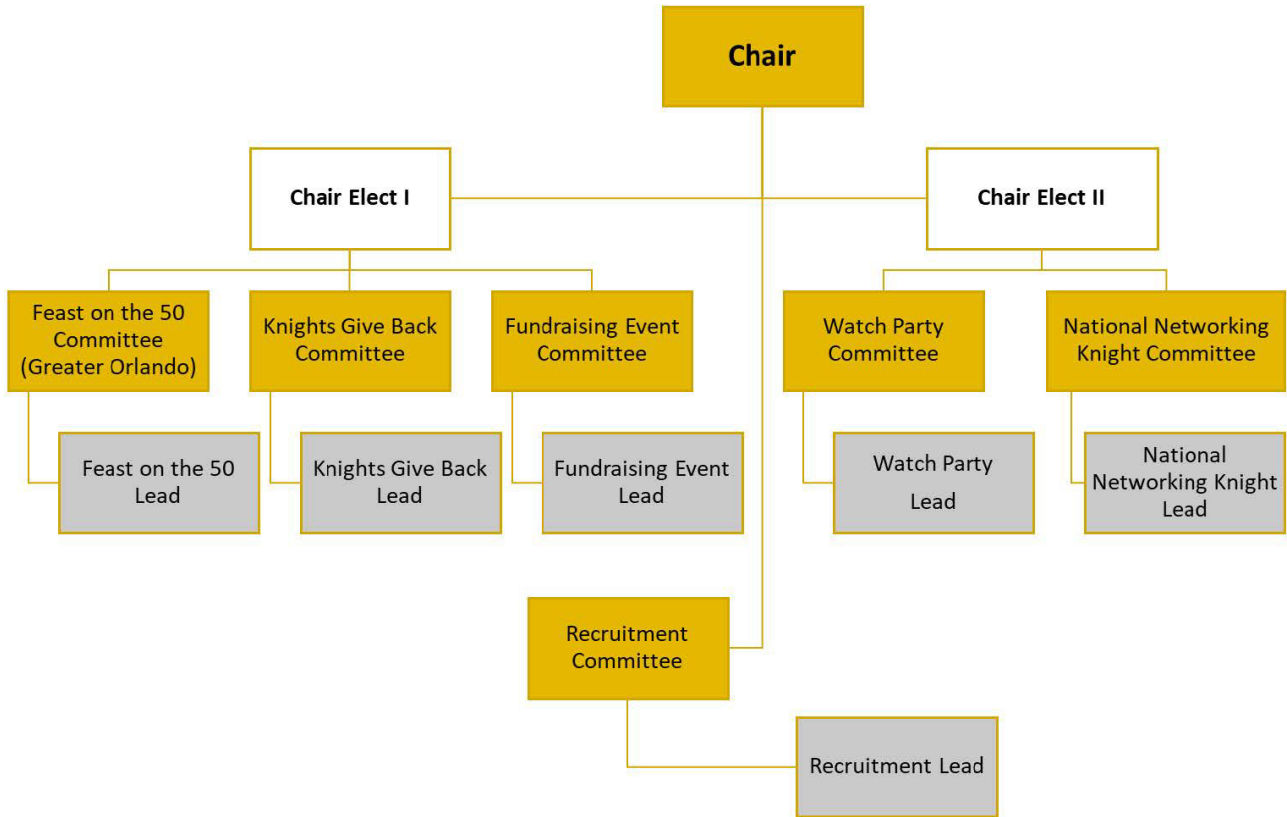 Chair
Chair Elect I
Chair Elect II
Feast on the 50
Committee
(Greater Orlando)
Knights Give Back
Committee
Fundraising Event
Committee
Watch Party
Committee
National Networking
Knight Committee
Feast on the 50
Lead
Knights Give Back
Lead
Fundraising Event
Lead
Watch Party
Lead
National
Networking Knight
Lead
Recruitment
Committee
Recruitment Lead